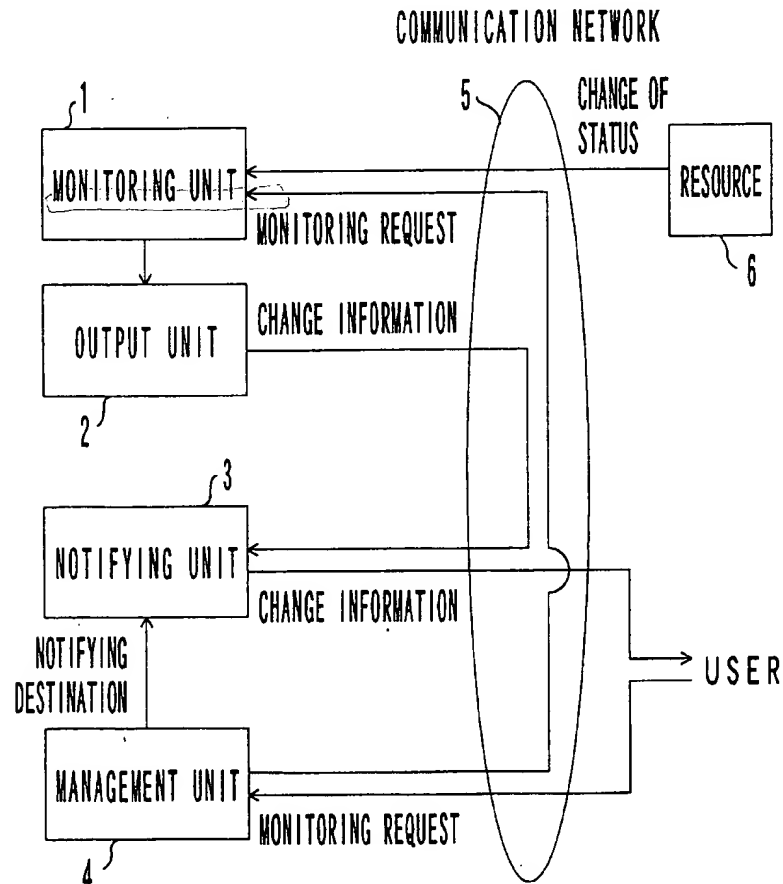 COMMUNICATION NETWORK
1
5
CHANGE OF
STATUS
MONITORING UNIT
RESOURCE
MONITORING REQUEST
6
OUTPUT UNIT
CHANGE INFORMATION
2
3
NOTIFYING UNIT
CHANGE INFORMATION
NOTIFYING
DESTINATION
USER
MANAGEMENT UNIT
MONITORING REQUEST
4